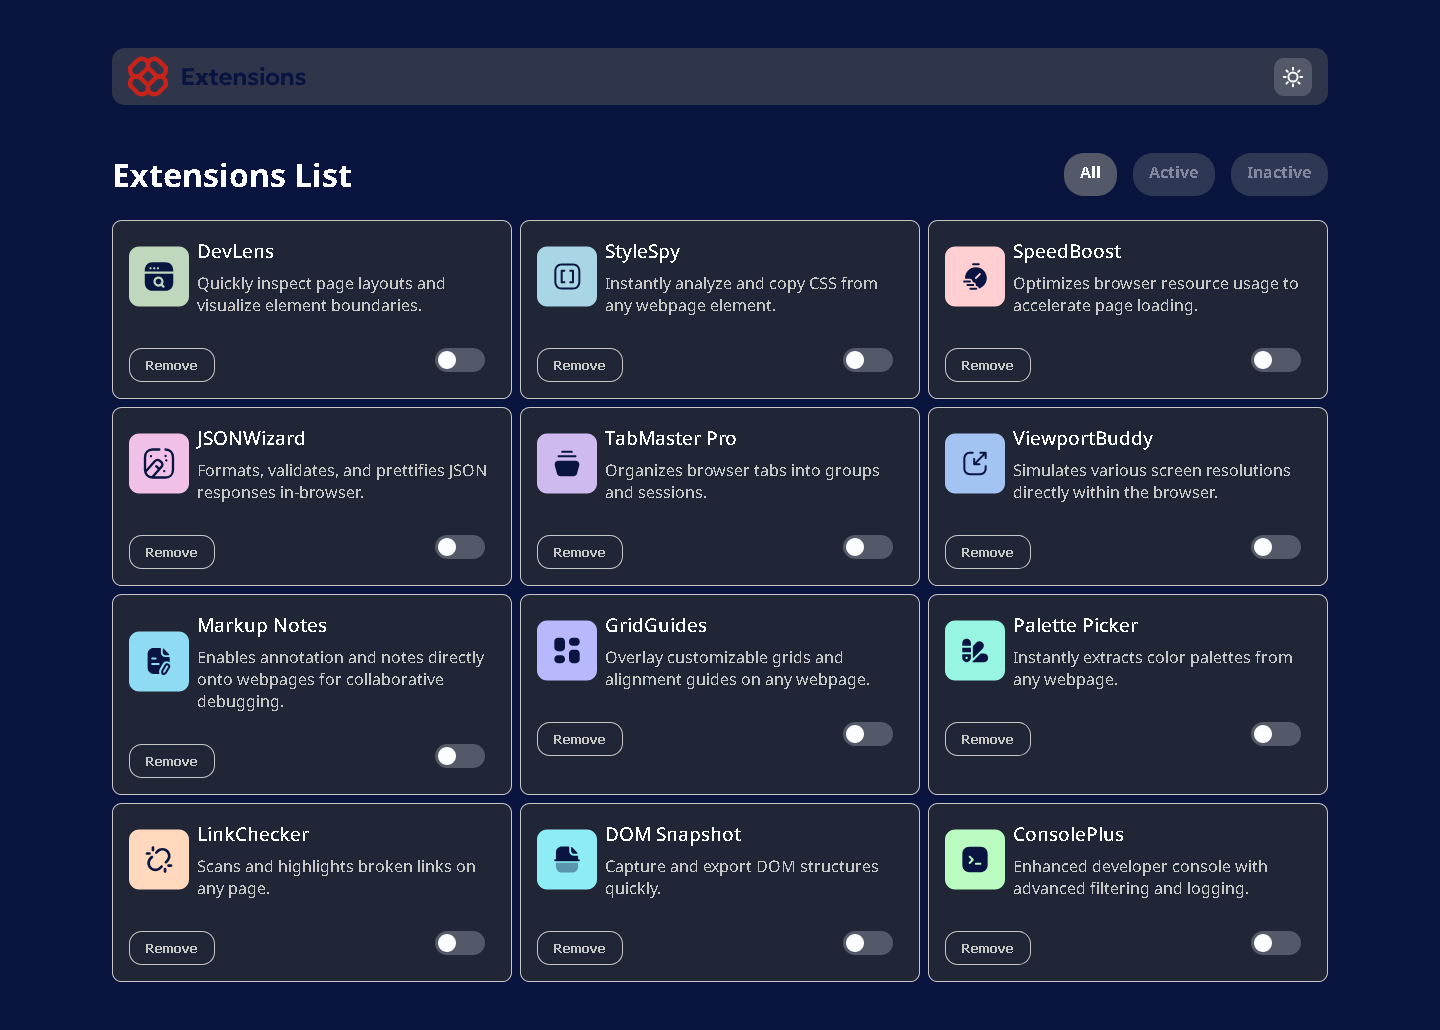 Extensions
Extensions List
All
Active
Inactive
DevLens
Quickly inspect page layouts and
visualize element boundaries.
Remove
StyleSpy
Instantly analyze and copy CSS from
any webpage element.
Remove
SpeedBoost
Optimizes browser resource usage to
accelerate page loading.
Remove
JSONWizard
Formats, validates, and prettifies JSON
responses in-browser.
Remove
TabMaster Pro
Organizes browser tabs into groups
and sessions.
Remove
ViewportBuddy
Simulates various screen resolutions
directly within the browser.
Remove
Markup Notes
Enables annotation and notes directly
onto webpages for collaborative
debugging.
Remove
GridGuides
Overlay customizable grids and
alignment guides on any webpage.
Remove
Palette Picker
Instantly extracts color palettes from
any webpage.
Remove
LinkChecker
Scans and highlights broken links on
any page.
Remove
DOM Snapshot
Capture and export DOM structures
quickly.
Remove
ConsolePlus
Enhanced developer console with
advanced filtering and logging.
Remove